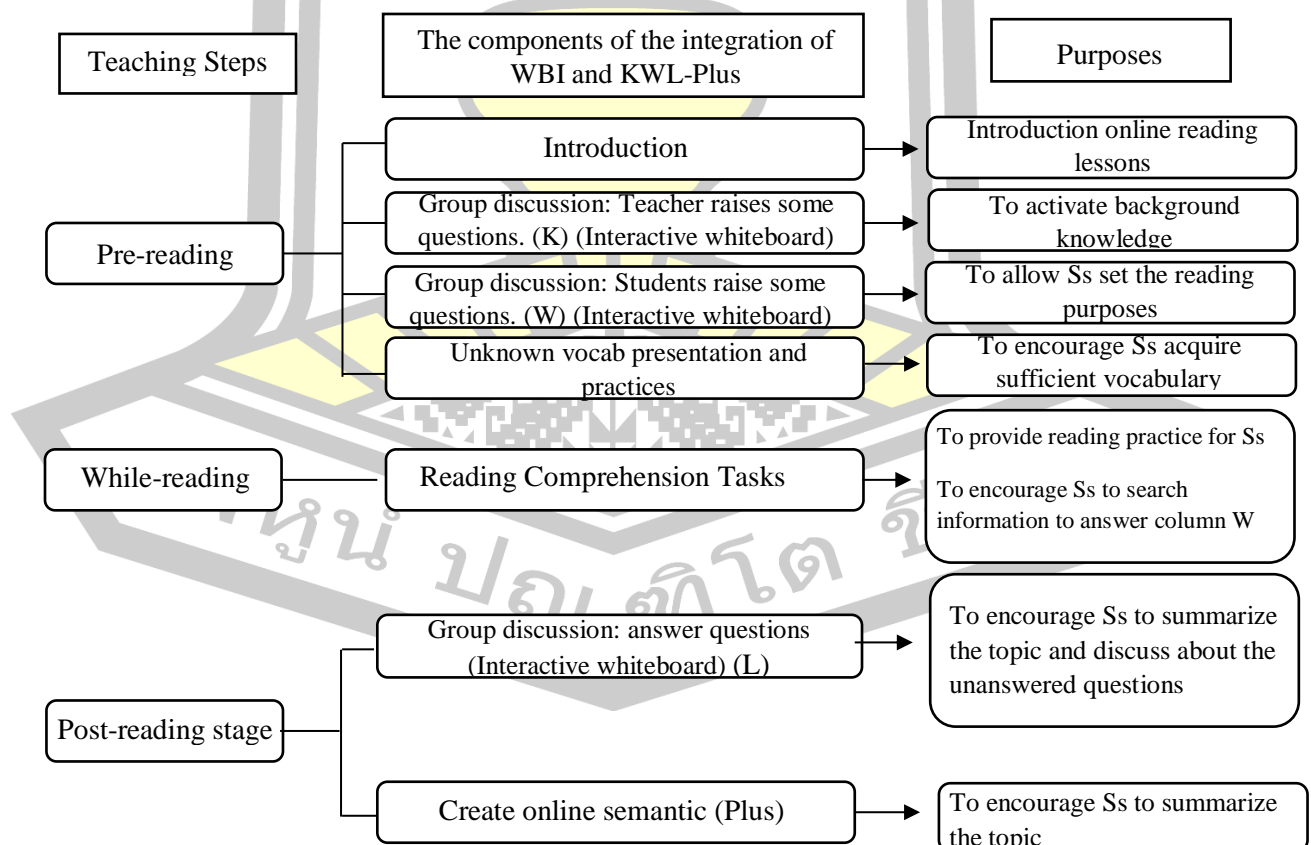 Teaching Steps
The components of the integration of
WBI and KWL-Plus
Purposes
Introduction
Introduction online reading
lessons
Pre-reading
Group discussion: Teacher raises some
questions. (K) (Interactive whiteboard)
To activate background
knowledge
Group discussion: Students raise some
questions. (W) (Interactive whiteboard)
To allow Ss set the reading
purposes
Unknown vocab presentation and
practices
To encourage Ss acquire
sufficient vocabulary
While-reading
Reading Comprehension Tasks
To provide reading practice for Ss
To encourage Ss to search
information to answer column W
ปณฺฑิโต
Post-reading stage
Group discussion: answer questions
(Interactive whiteboard) (L)
To encourage Ss to summarize
the topic and discuss about the
unanswered questions
Create online semantic (Plus)
To encourage Ss to summarize
the topic